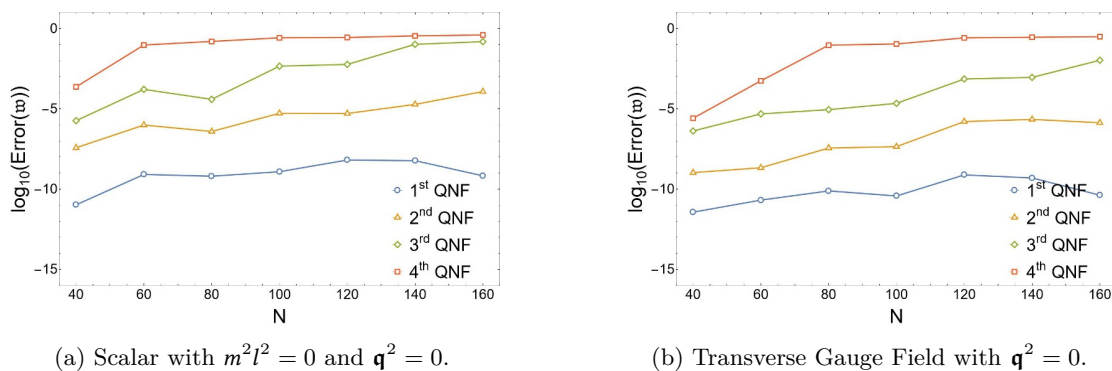 0
−5
−10
−15
log₁₀(Error(𝔴))
40 60 80 100 120 140 160
N
1st QNF
2nd QNF
3rd QNF
4th QNF
(a) Scalar with m²l² = 0 and 𝖖² = 0.
0
−5
−10
−15
log₁₀(Error(𝔴))
40 60 80 100 120 140 160
N
1st QNF
2nd QNF
3rd QNF
4th QNF
(b) Transverse Gauge Field with 𝖖² = 0.